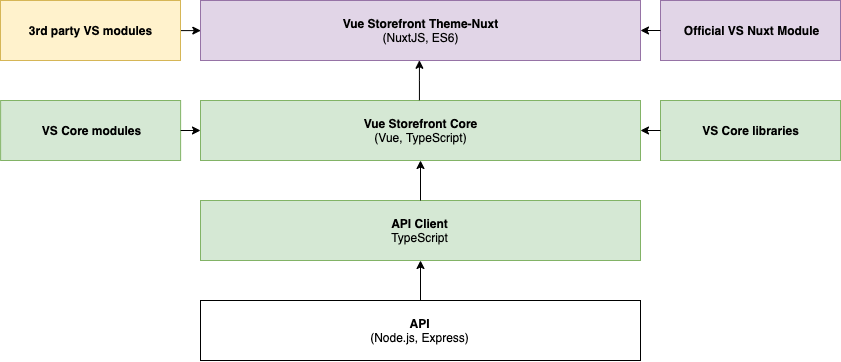 3rd party VS modules
Vue Storefront Theme-Nuxt
(NuxtJS, ES6)
Official VS Nuxt Module
VS Core modules
Vue Storefront Core
(Vue, TypeScript)
VS Core libraries
API Client
TypeScript
API
(Node.js, Express)